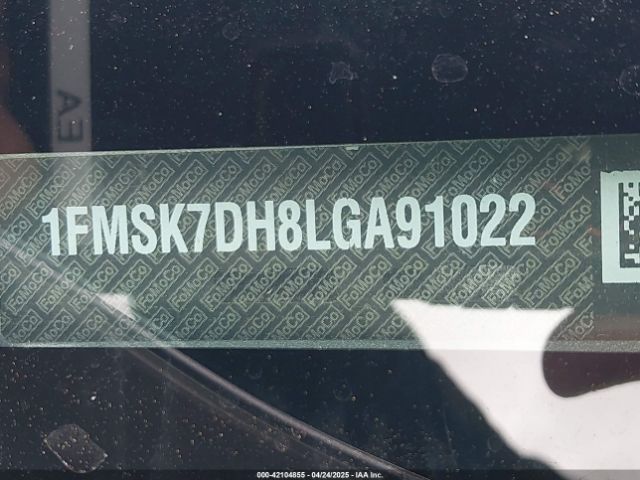 1FMSK7DH8LGA91022
000-42104855 - 04/24/2025 - IAA Inc.